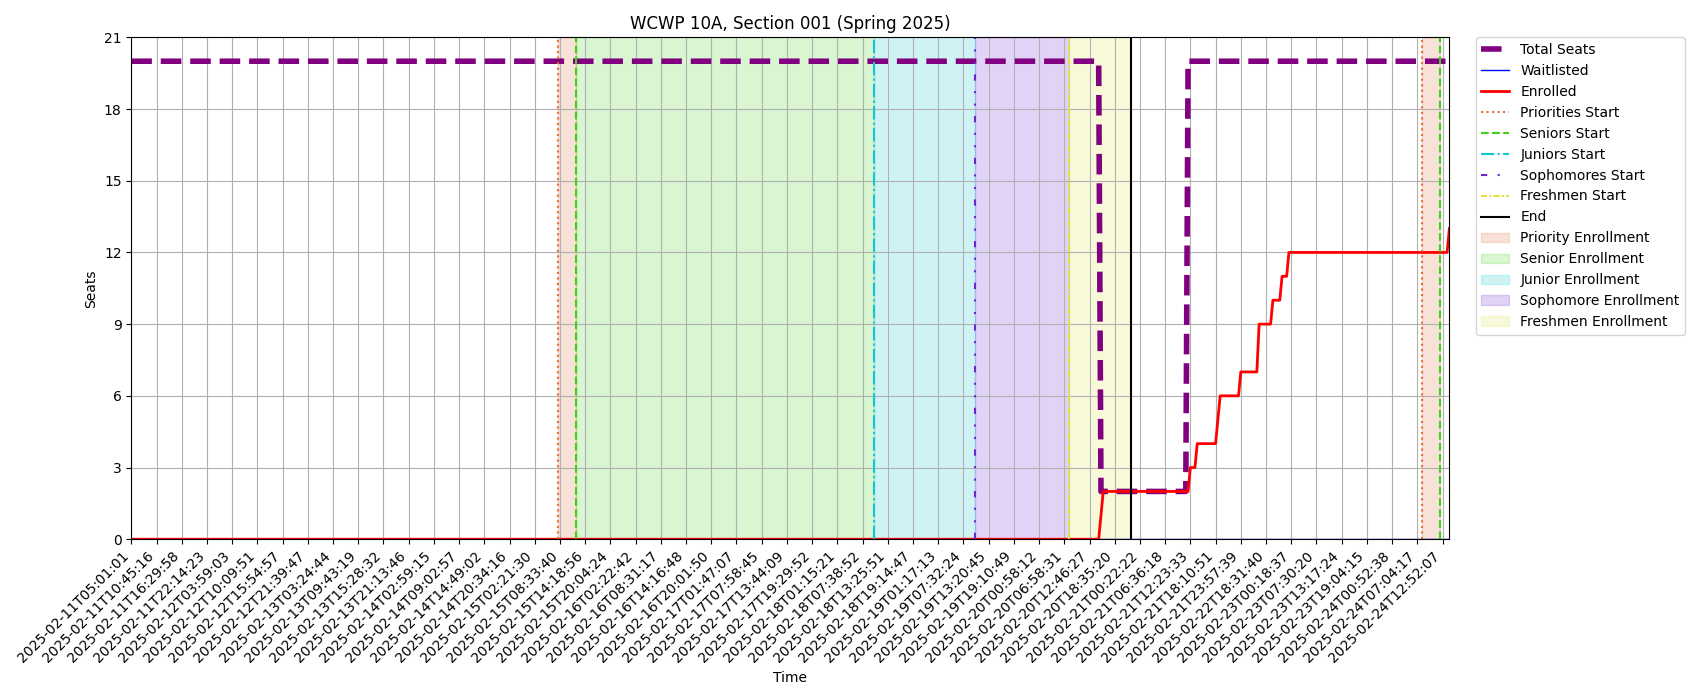 WCWP 10A, Section 001 (Spring 2025)
21
18
15
12
9
6
3
0
Seats
2025-02-11T05:01:01
2025-02-11T10:45:16
2025-02-11T16:29:58
2025-02-11T22:14:23
2025-02-12T03:59:03
2025-02-12T10:09:51
2025-02-12T15:54:57
2025-02-12T21:39:47
2025-02-13T03:24:44
2025-02-13T09:43:19
2025-02-13T15:28:32
2025-02-13T21:13:46
2025-02-14T02:59:15
2025-02-14T09:02:57
2025-02-14T14:49:02
2025-02-14T20:34:16
2025-02-15T02:21:30
2025-02-15T08:33:40
2025-02-15T14:18:56
2025-02-15T20:04:24
2025-02-16T02:22:42
2025-02-16T08:31:17
2025-02-16T14:16:48
2025-02-16T20:01:50
2025-02-17T01:47:07
2025-02-17T07:58:45
2025-02-17T13:44:09
2025-02-17T19:29:52
2025-02-18T01:15:21
2025-02-18T07:38:52
2025-02-18T13:25:51
2025-02-18T19:14:47
2025-02-19T01:17:13
2025-02-19T07:32:24
2025-02-19T13:20:45
2025-02-19T19:10:49
2025-02-20T00:58:12
2025-02-20T06:58:31
2025-02-20T12:46:27
2025-02-20T18:35:20
2025-02-21T00:22:22
2025-02-21T06:36:18
2025-02-21T12:23:33
2025-02-21T18:10:51
2025-02-21T23:57:39
2025-02-22T18:31:40
2025-02-23T00:18:37
2025-02-23T07:30:20
2025-02-23T13:17:24
2025-02-23T19:04:15
2025-02-24T00:52:38
2025-02-24T07:04:17
2025-02-24T12:52:07
Time
Total Seats
Waitlisted
Enrolled
Priorities Start
Seniors Start
Juniors Start
Sophomores Start
Freshmen Start
End
Priority Enrollment
Senior Enrollment
Junior Enrollment
Sophomore Enrollment
Freshmen Enrollment